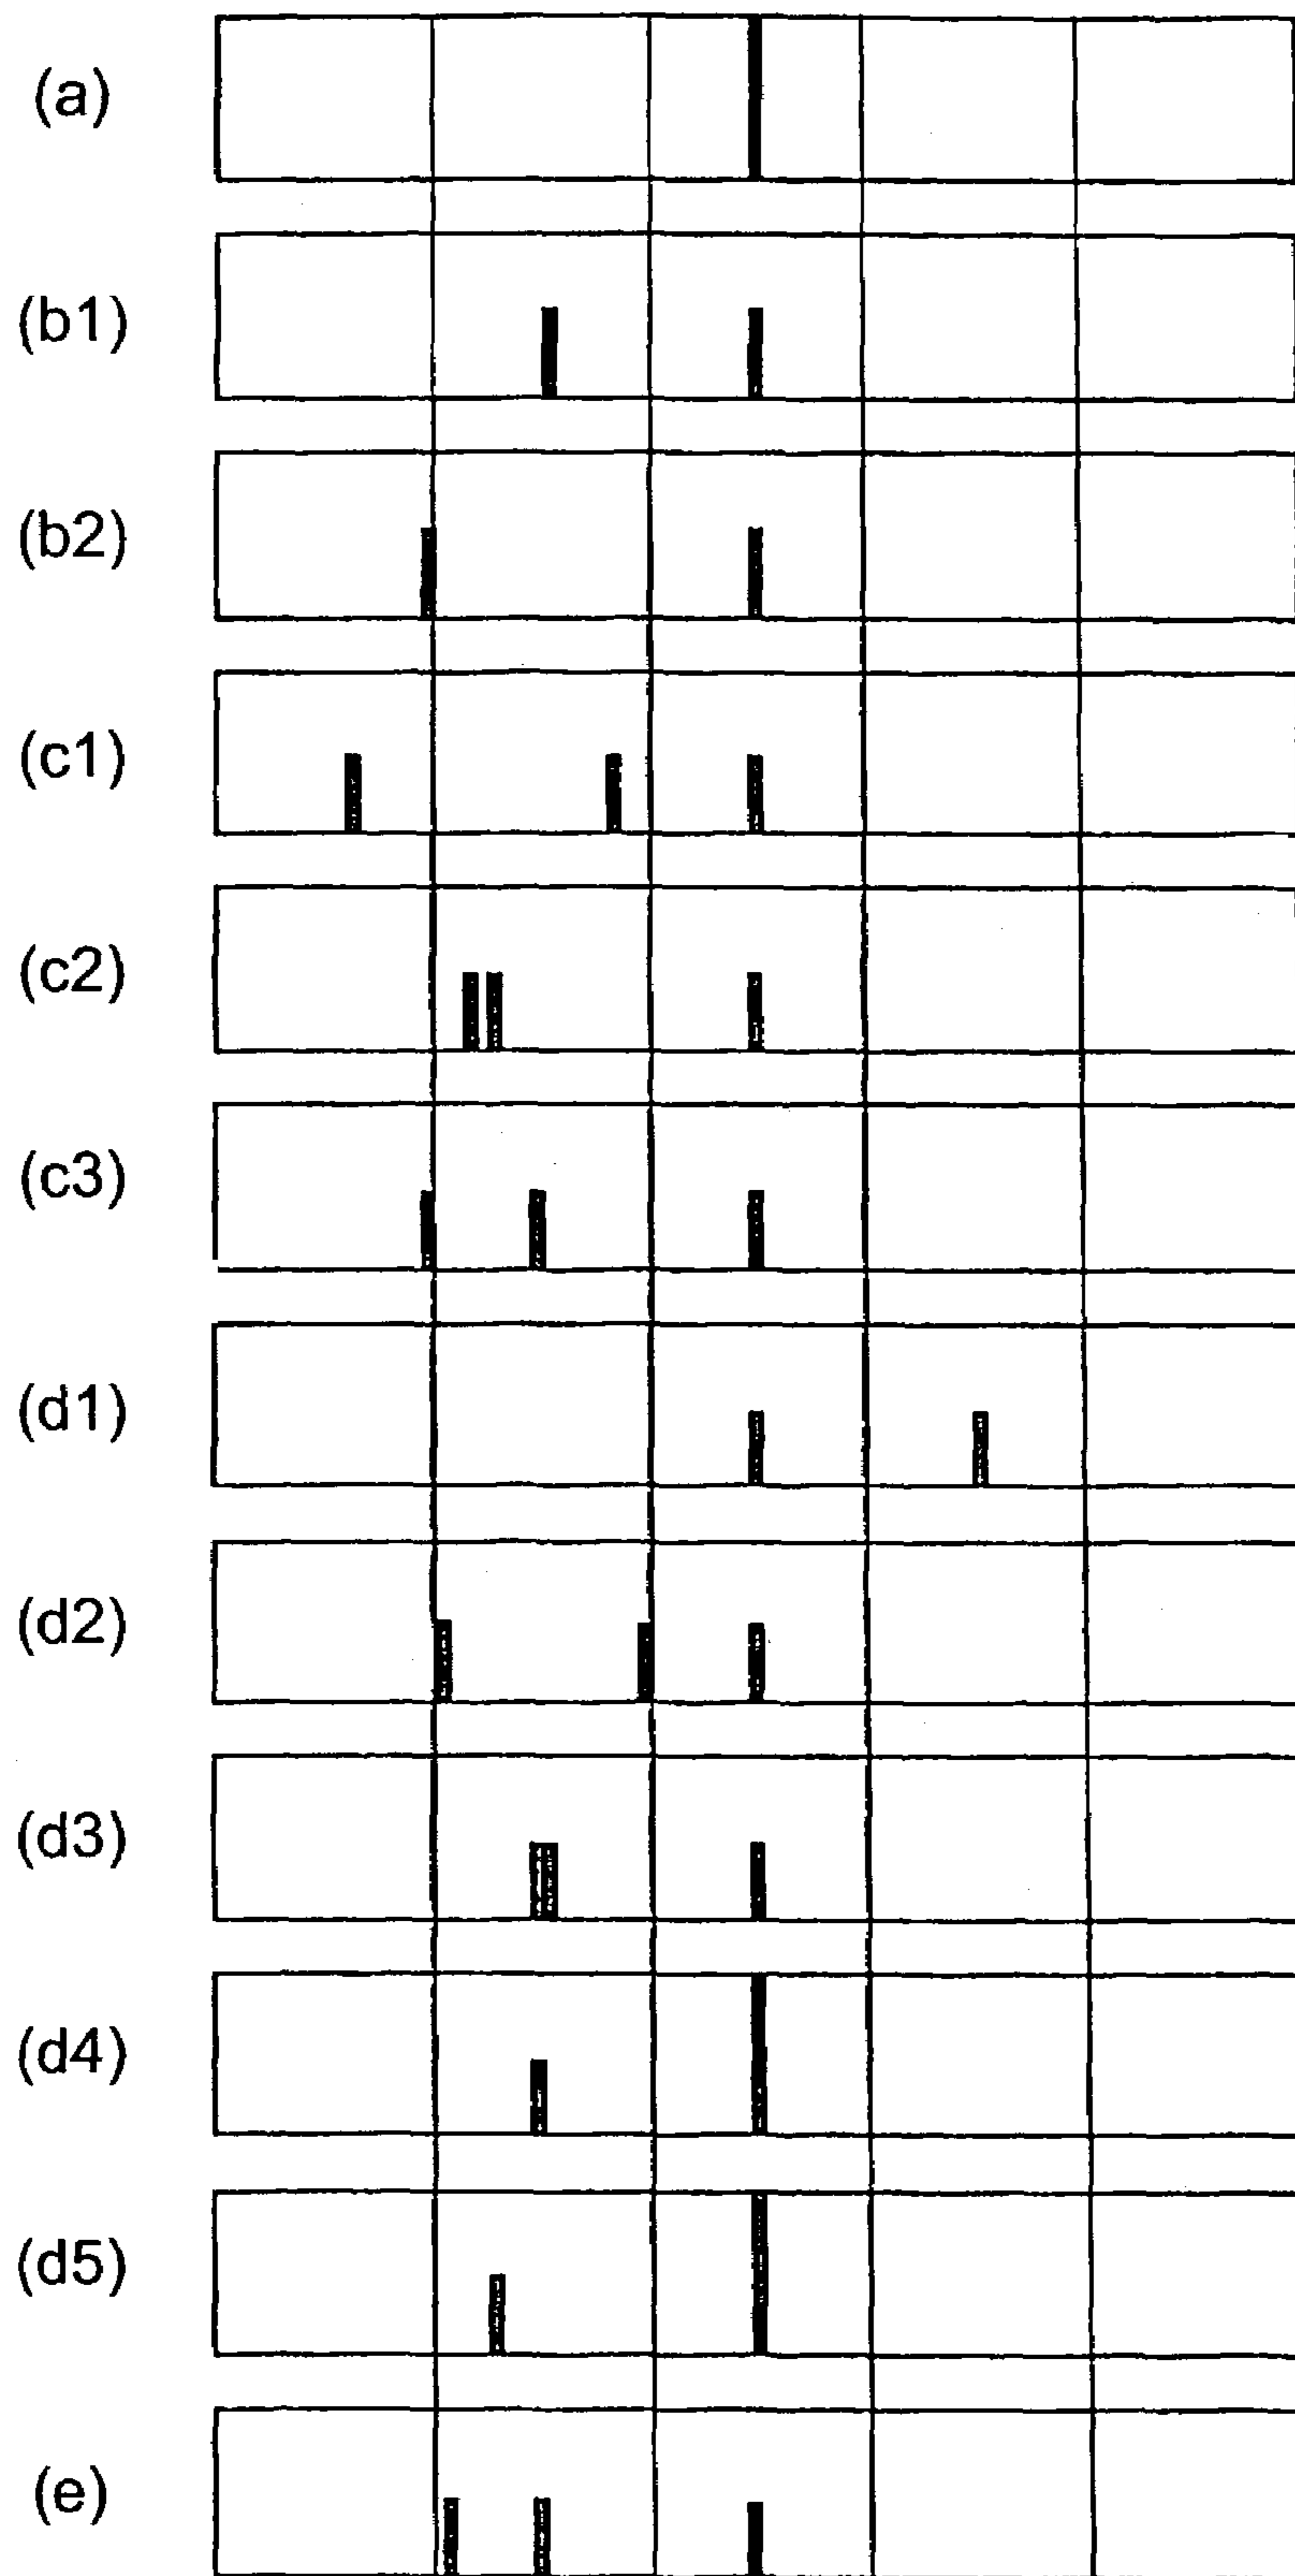 (a)
(b1)
(b2)
(c1)
(c2)
(c3)
(d1)
(d2)
(d3)
(d4)
(d5)
(e)